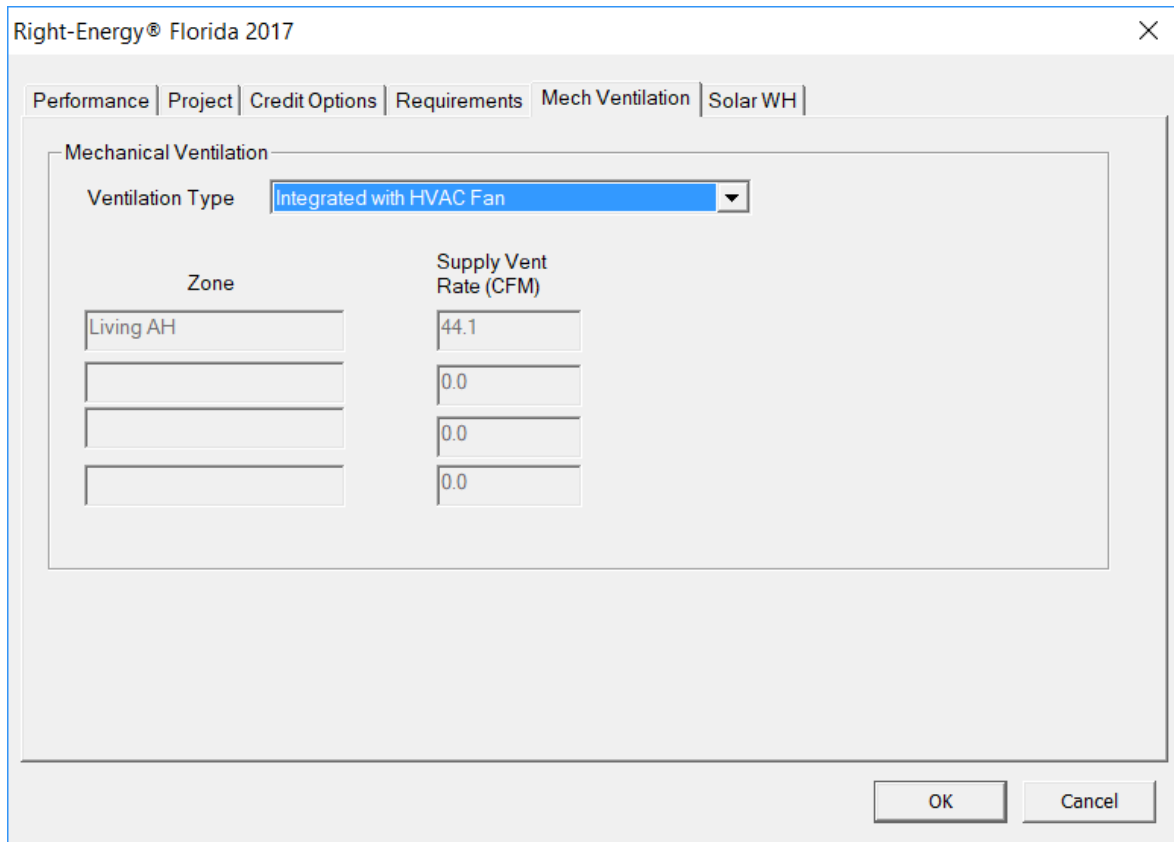 Right-Energy® Florida 2017
Performance Project Credit Options Requirements Mech Ventilation Solar WH
Mechanical Ventilation
Ventilation Type Integrated with HVAC Fan
Supply Vent
Zone Rate (CFM)
Living AH 44.1
0.0
0.0
0.0
OK Cancel